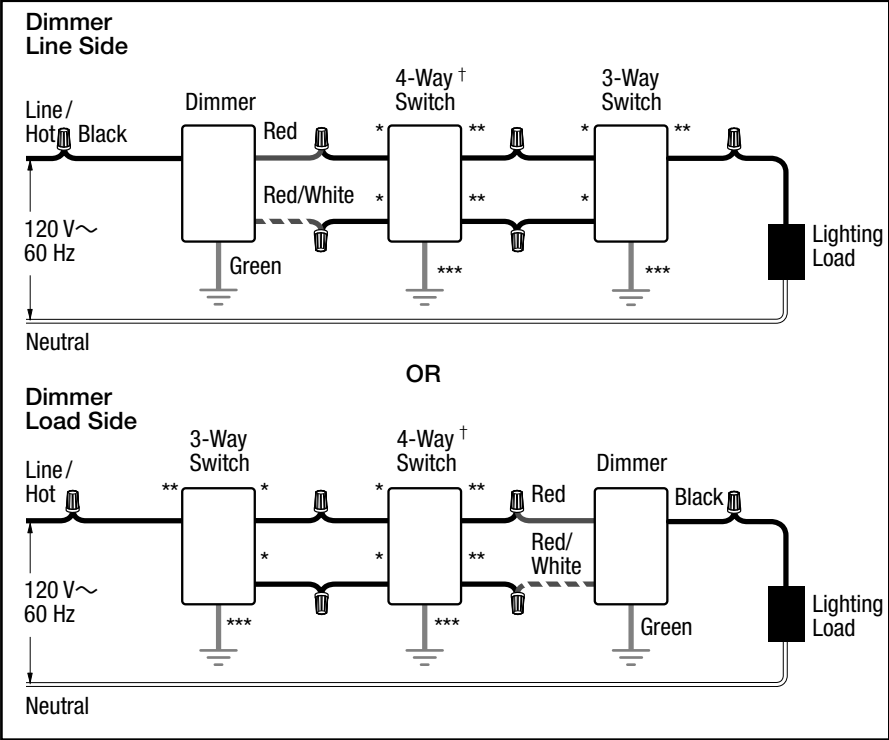 Dimmer
Line Side
4-Way †
Switch
3-Way
Switch
Dimmer
Line/
Hot
Black
Red
*
**
*
**
Red/White
*
**
*
120 V~
60 Hz
Green
***
***
Lighting
Load
Neutral
OR
Dimmer
Load Side
3-Way
Switch
4-Way †
Switch
Dimmer
Line/
Hot
**
*
*
**
Red
Black
*
*
**
Red/
White
120 V~
60 Hz
***
***
Green
Lighting
Load
Neutral